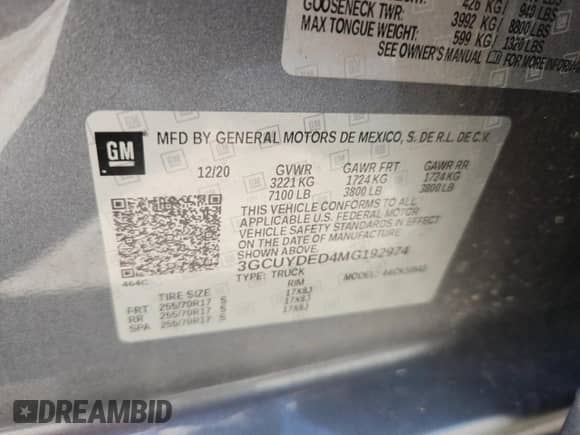 426 KG / 940 LBS
GOOSENECK TWR:
3992 KG / 8800 LBS
MAX TONGUE WEIGHT:
599 KG / 1320 LBS
SEE OWNER'S MANUAL FOR MORE INFORMATION
GM
MFD BY GENERAL MOTORS DE MEXICO, S. DE R.L. DE C.V.
12/20 GVWR GAWR FRT GAWR RR
3221 KG 1724 KG 1724 KG
7100 LB 3800 LB 3800 LB
THIS VEHICLE CONFORMS TO ALL
APPLICABLE U.S. FEDERAL MOTOR
VEHICLE SAFETY STANDARDS IN EFFECT
ON THE DATE OF MANUFACTURE
SHOWN ABOVE.
3GCUYDED4MG192974
464C
TYPE: TRUCK MODEL:
TIRE SIZE RIM
FRT 255/70R17 S 17X8J
RR 255/70R17 S 17X8J
SPA 255/70R17 S 17X8J
DREAMBID